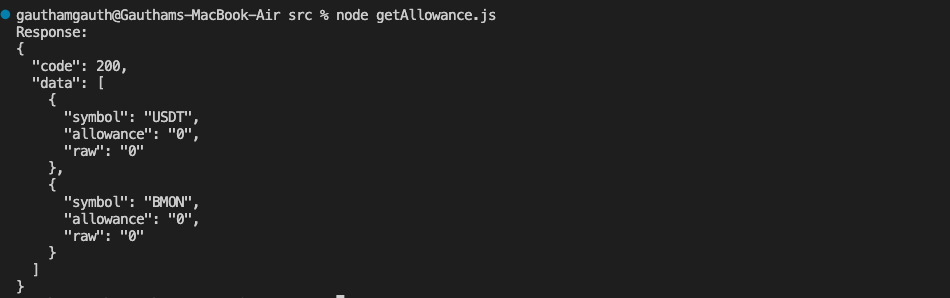 gauthamgauth@Gauthams-MacBook-Air src % node getAllowance.js
Response:
{
  "code": 200,
  "data": [
    {
      "symbol": "USDT",
      "allowance": "0",
      "raw": "0"
    },
    {
      "symbol": "BMON",
      "allowance": "0",
      "raw": "0"
    }
  ]
}